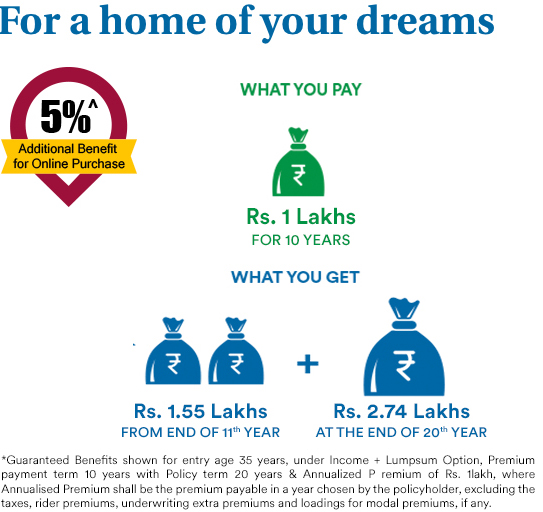 For a home of your dreams
5%^
Additional Benefit
for Online Purchase
WHAT YOU PAY
₹
Rs. 1 Lakhs
FOR 10 YEARS
WHAT YOU GET
₹ ₹ + ₹
Rs. 1.55 Lakhs
FROM END OF 11th YEAR
Rs. 2.74 Lakhs
AT THE END OF 20th YEAR
*Guaranteed Benefits shown for entry age 35 years, under Income + Lumpsum Option, Premium
payment term 10 years with Policy term 20 years & Annualized P remium of Rs. 1lakh, where
Annualised Premium shall be the premium payable in a year chosen by the policyholder, excluding the
taxes, rider premiums, underwriting extra premiums and loadings for modal premiums, if any.